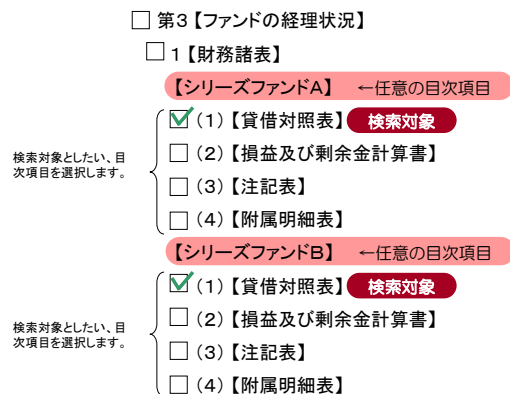 第3【ファンドの経理状況】
1【財務諸表】
【シリーズファンドA】 ←任意の目次項目
(1)【貸借対照表】 検索対象
(2)【損益及び剰余金計算書】
(3)【注記表】
(4)【附属明細表】
検索対象としたい、目
次項目を選択します。
【シリーズファンドB】 ←任意の目次項目
(1)【貸借対照表】 検索対象
(2)【損益及び剰余金計算書】
(3)【注記表】
(4)【附属明細表】
検索対象としたい、目
次項目を選択します。